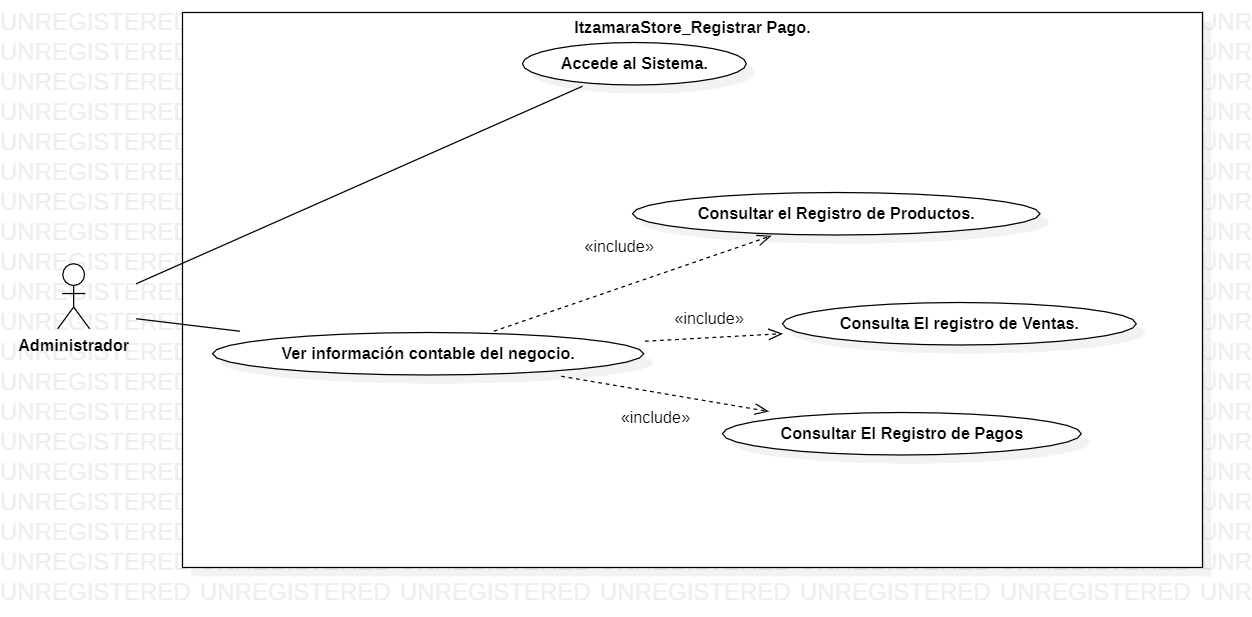 ItzamaraStore_Registrar Pago.
Accede al Sistema.
Consultar el Registro de Productos.
«include»
«include»
Consulta El registro de Ventas.
Administrador
Ver información contable del negocio.
«include»
Consultar El Registro de Pagos
UNREGISTERED UNREGISTERED UNREGISTERED UNREGISTERED UNREGISTERED UNREGISTERED UNR